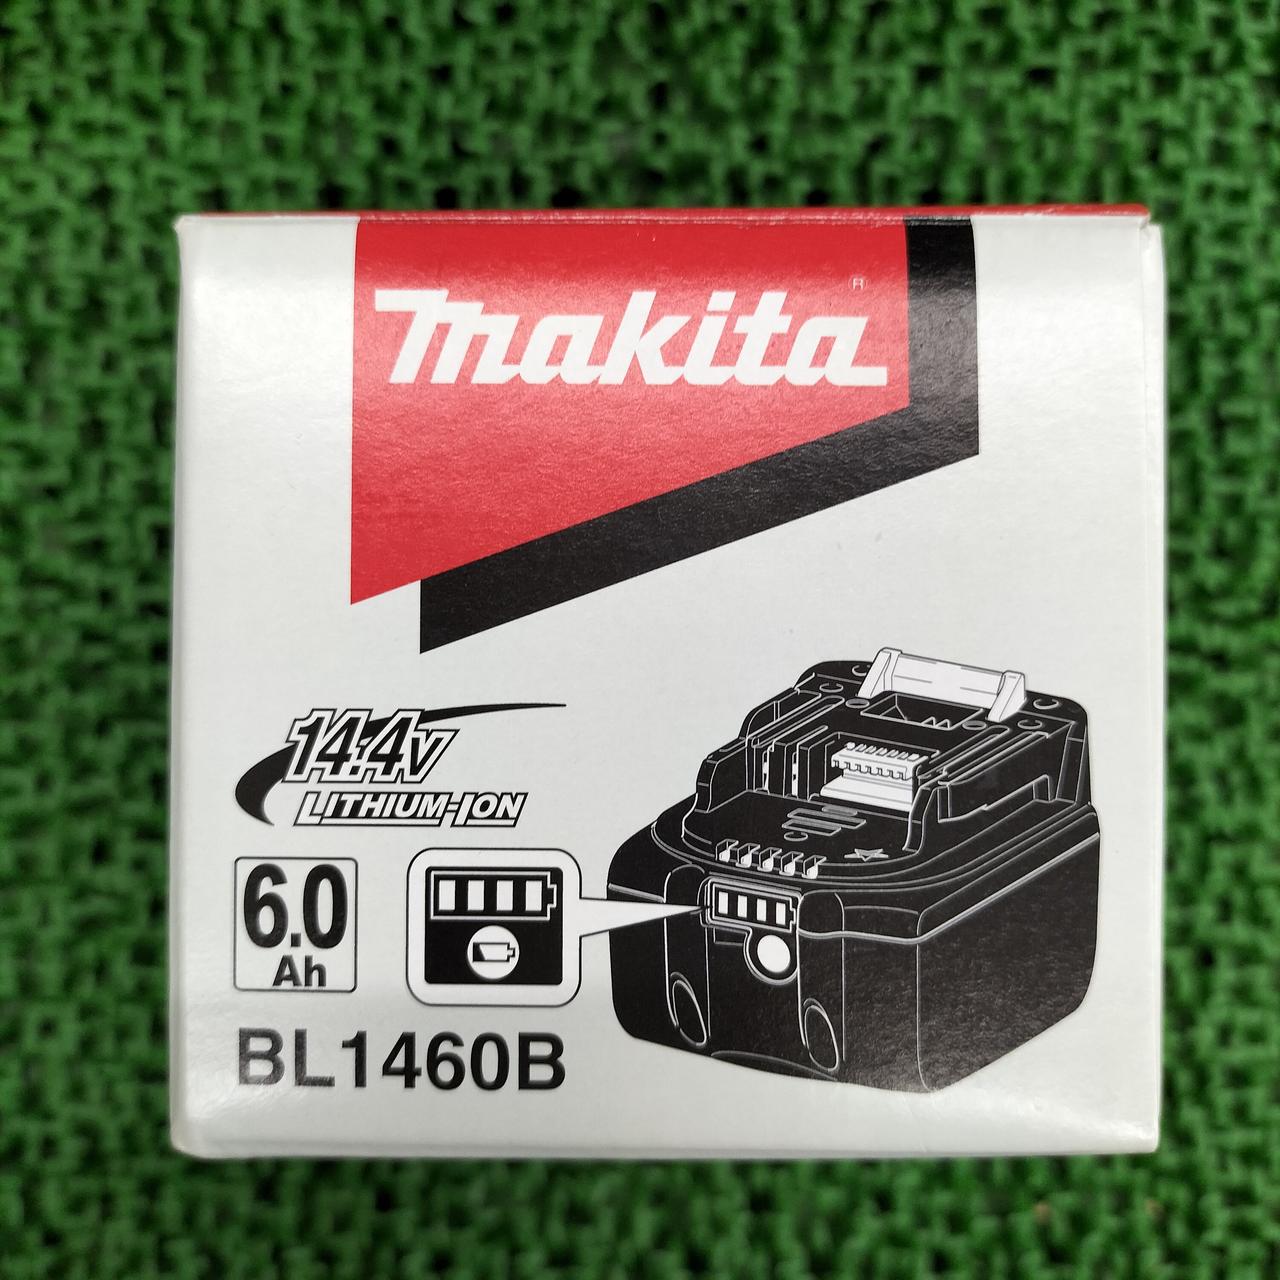 makita®
14.4V
LITHIUM-ION
6.0
Ah
BL1460B